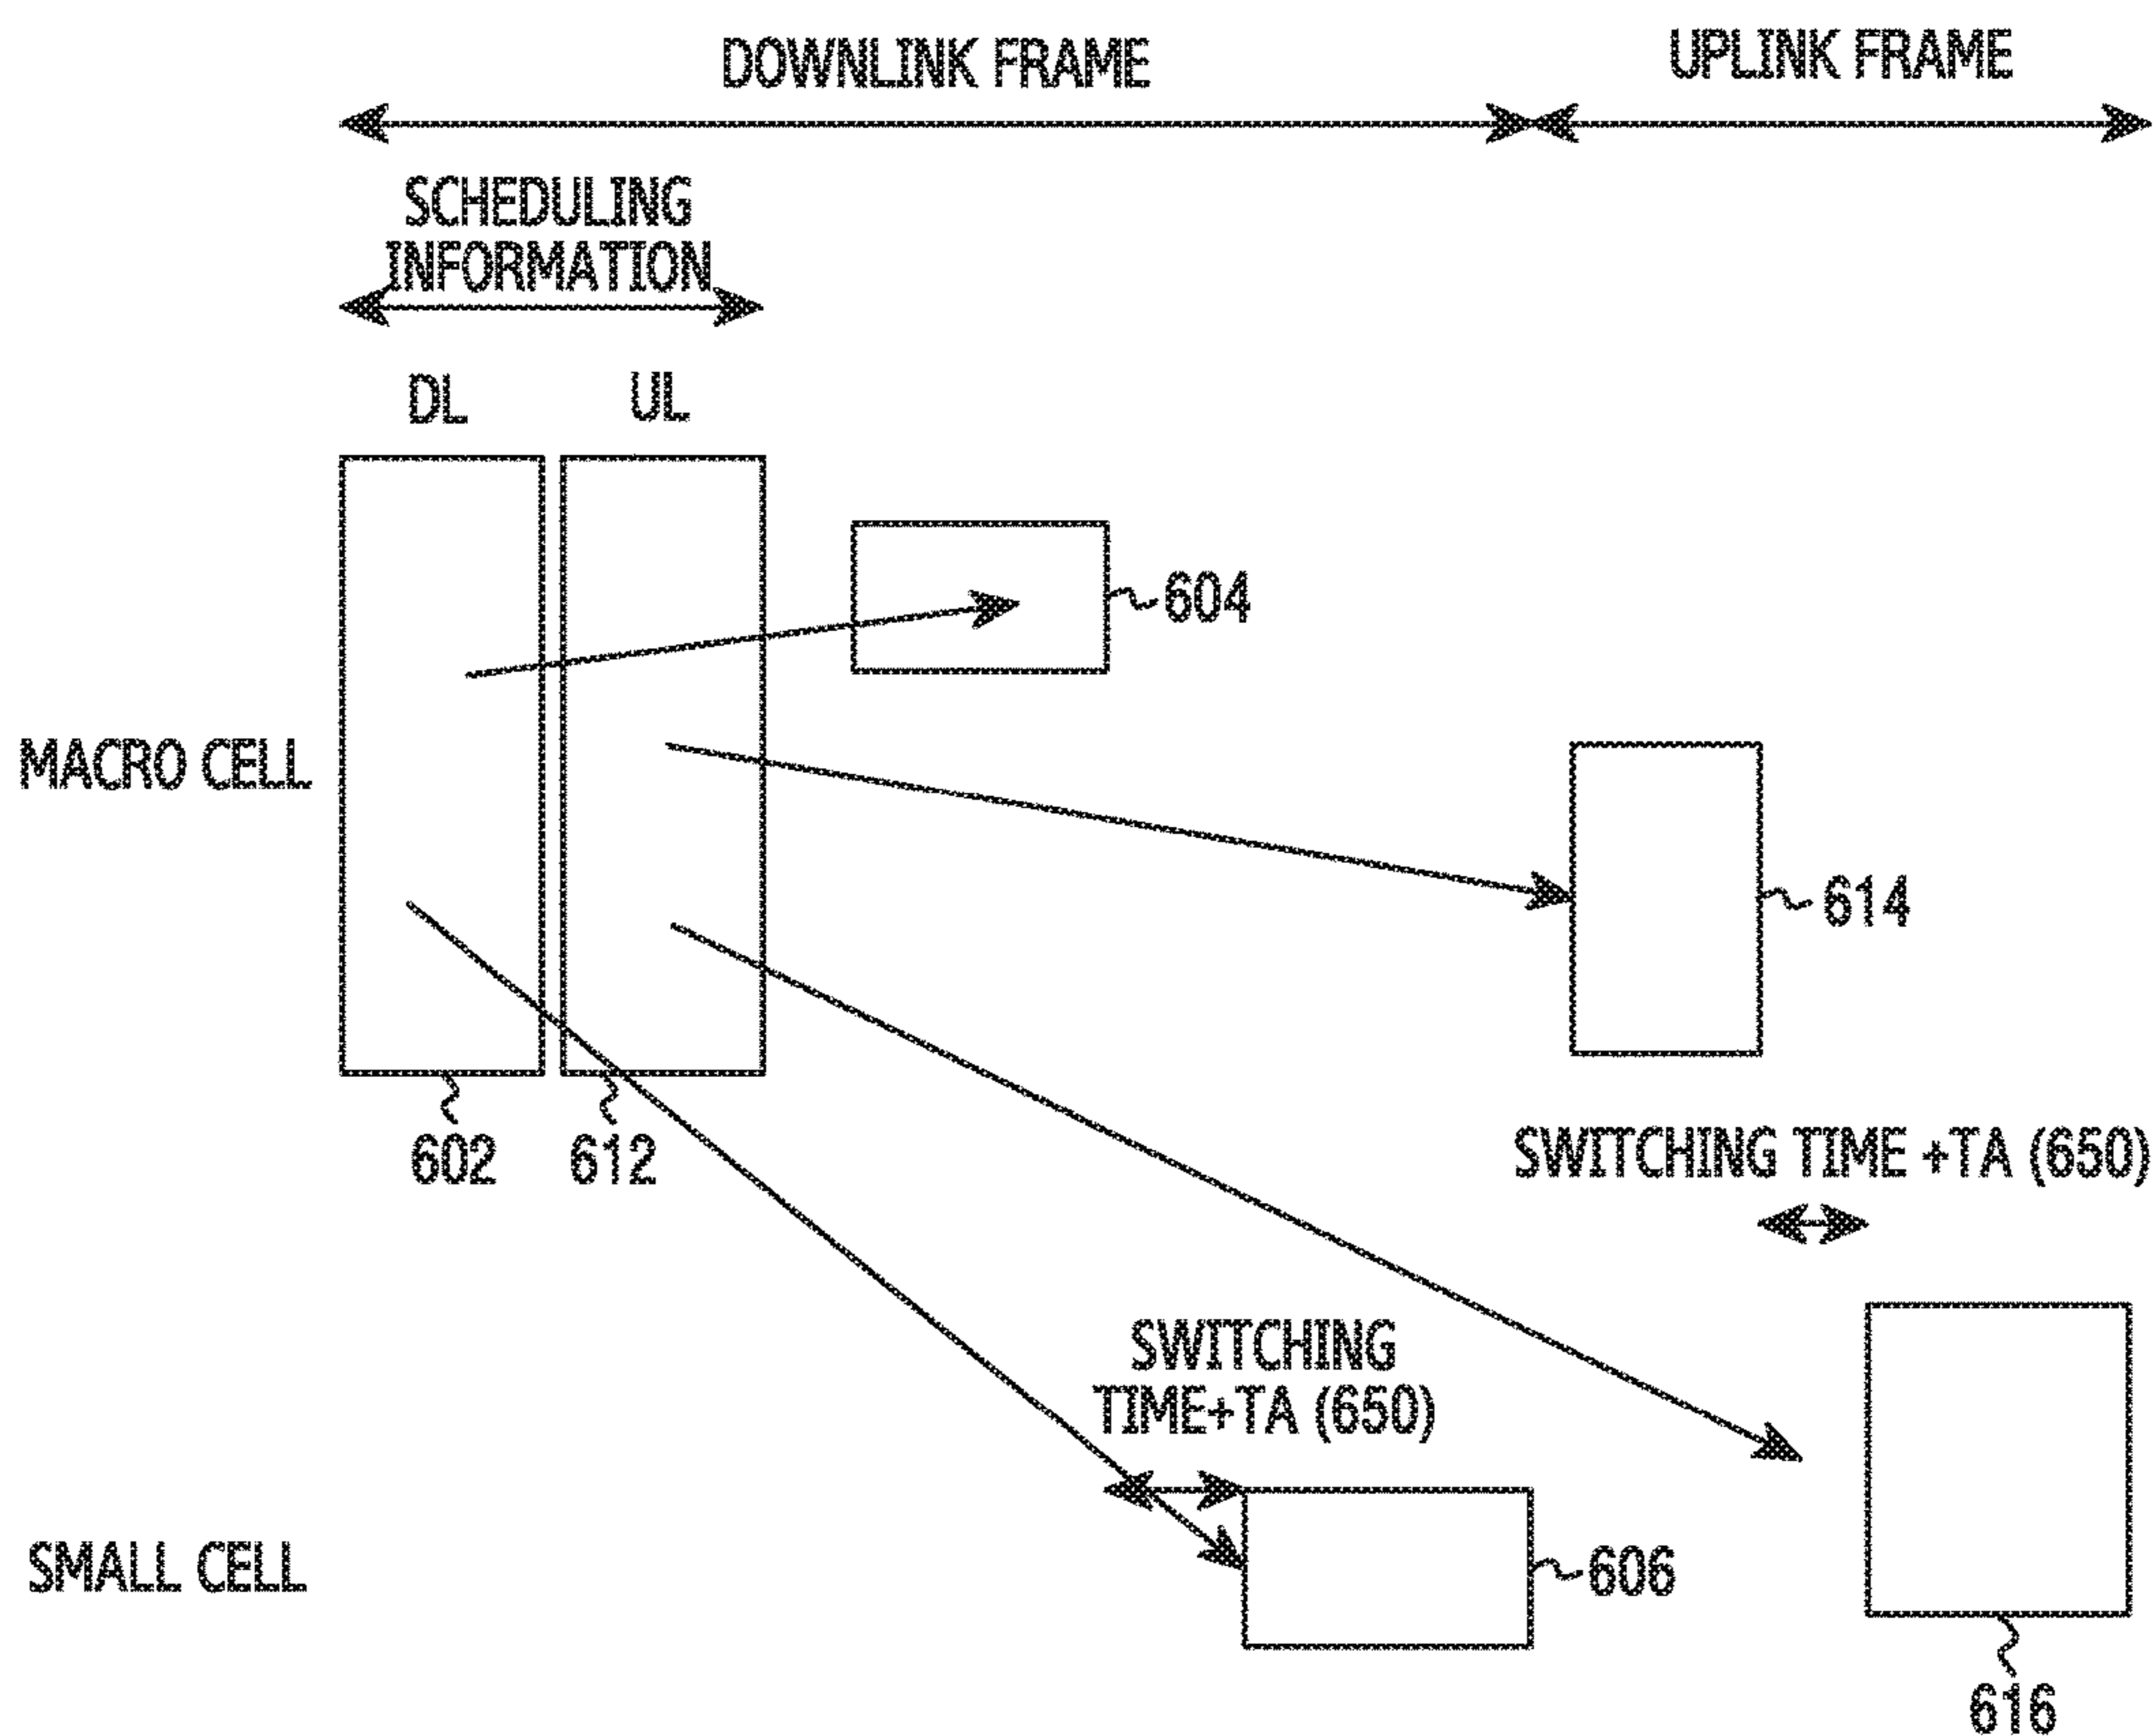 DOWNLINK FRAME
UPLINK FRAME
SCHEDULING
INFORMATION
DL
UL
604
MACRO CELL
614
602
612
SWITCHING TIME +TA (650)
SWITCHING
TIME+TA (650)
SMALL CELL
606
616